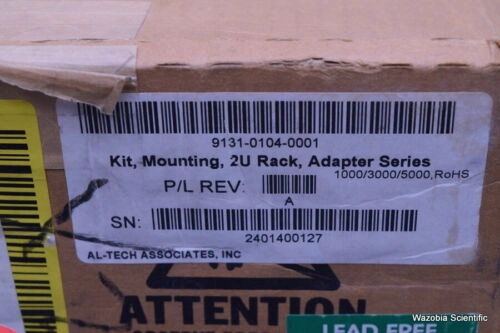 9131-0104-0001
Kit, Mounting, 2U Rack, Adapter Series
1000/3000/5000,RoHS
P/L REV:
A
SN:
2401400127
AL-TECH ASSOCIATES, INC
ATTENTION
LEAD FREE
Wazobia Scientific